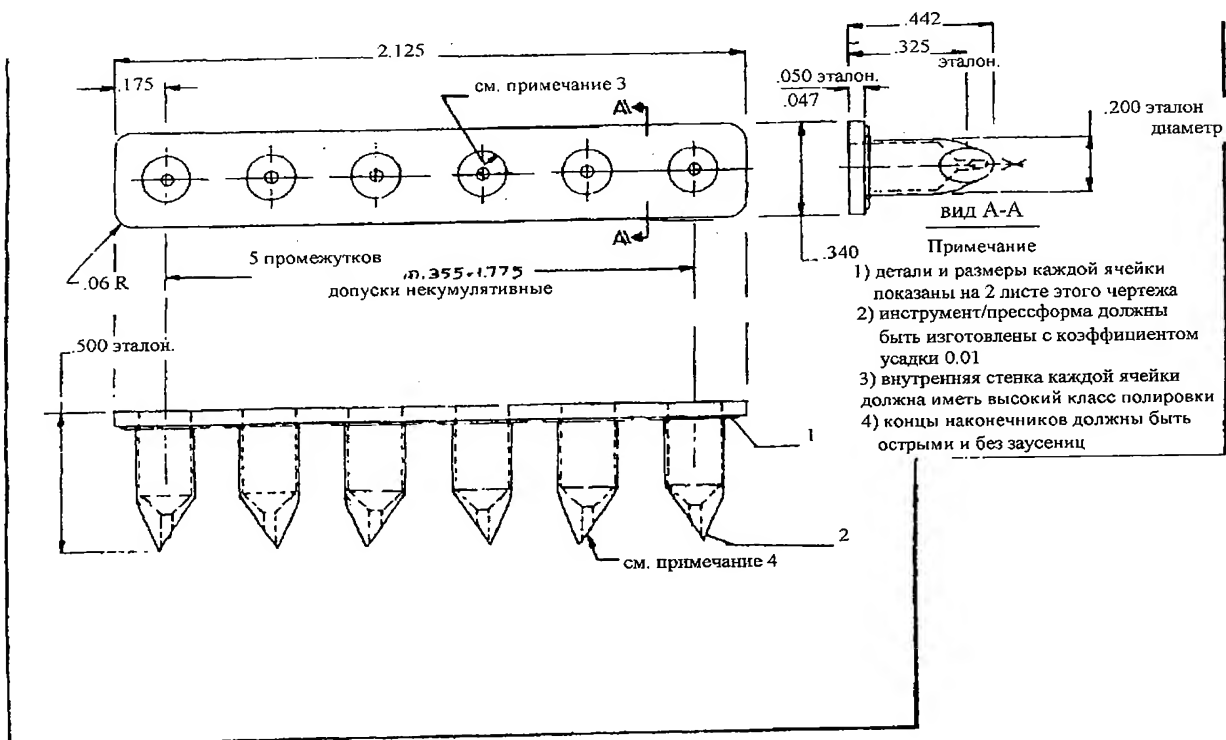 2.125
.175
см. примечание 3
A
A
.06 R
5 промежутков
.355-1.775
допуски некумулятивные
.340
.442
.325
эталон.
.050 эталон.
.047
.200 эталон
диаметр
вид А-А
Примечание
1) детали и размеры каждой ячейки
показаны на 2 листе этого чертежа
2) инструмент/прессформа должны
быть изготовлены с коэффициентом
усадки 0.01
3) внутренняя стенка каждой ячейки
должна иметь высокий класс полировки
4) концы наконечников должны быть
острыми и без заусениц
.500 эталон.
1
2
см. примечание 4